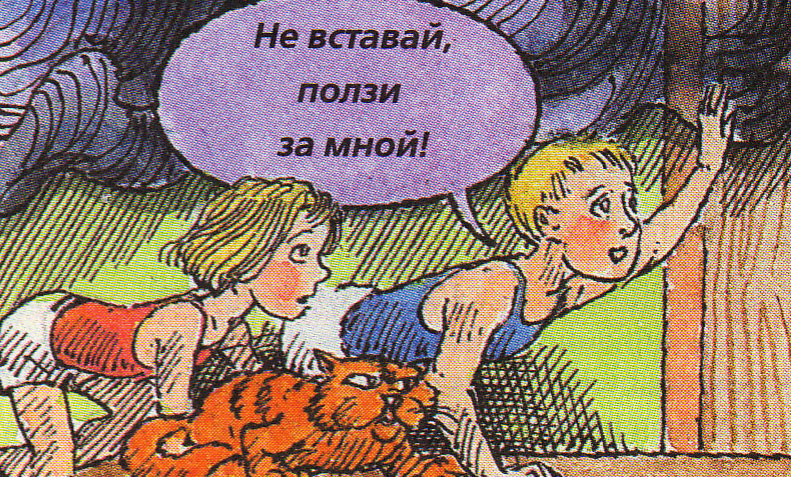 Не вставай,
ползи
за мной!